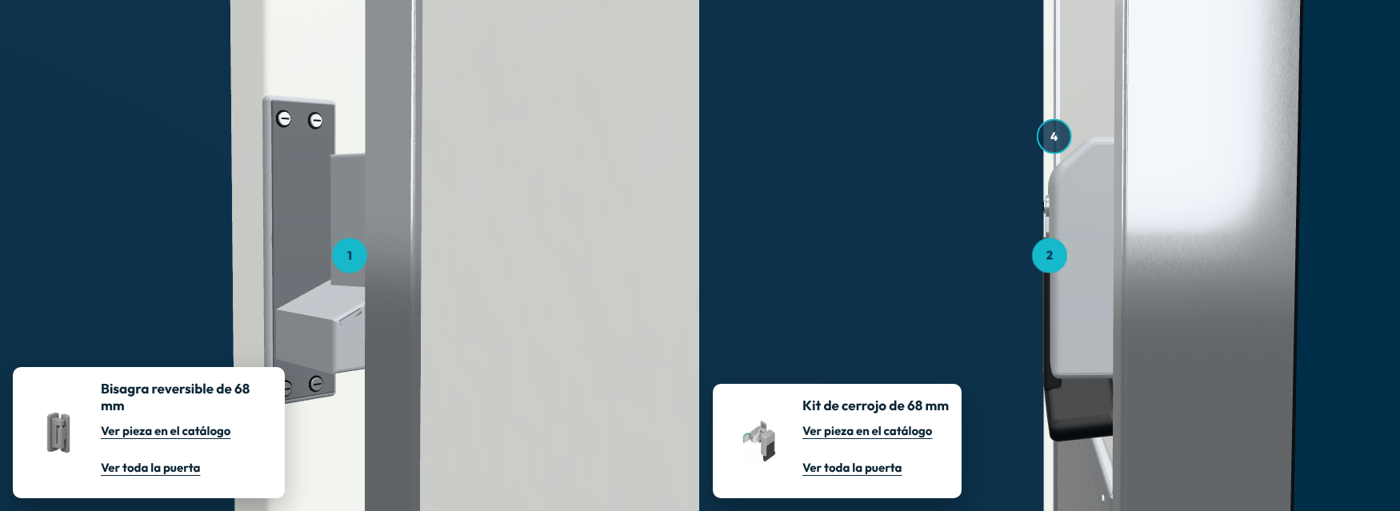 1
Bisagra reversible de 68
mm
Ver pieza en el catálogo
Ver toda la puerta
4
2
Kit de cerrojo de 68 mm
Ver pieza en el catálogo
Ver toda la puerta